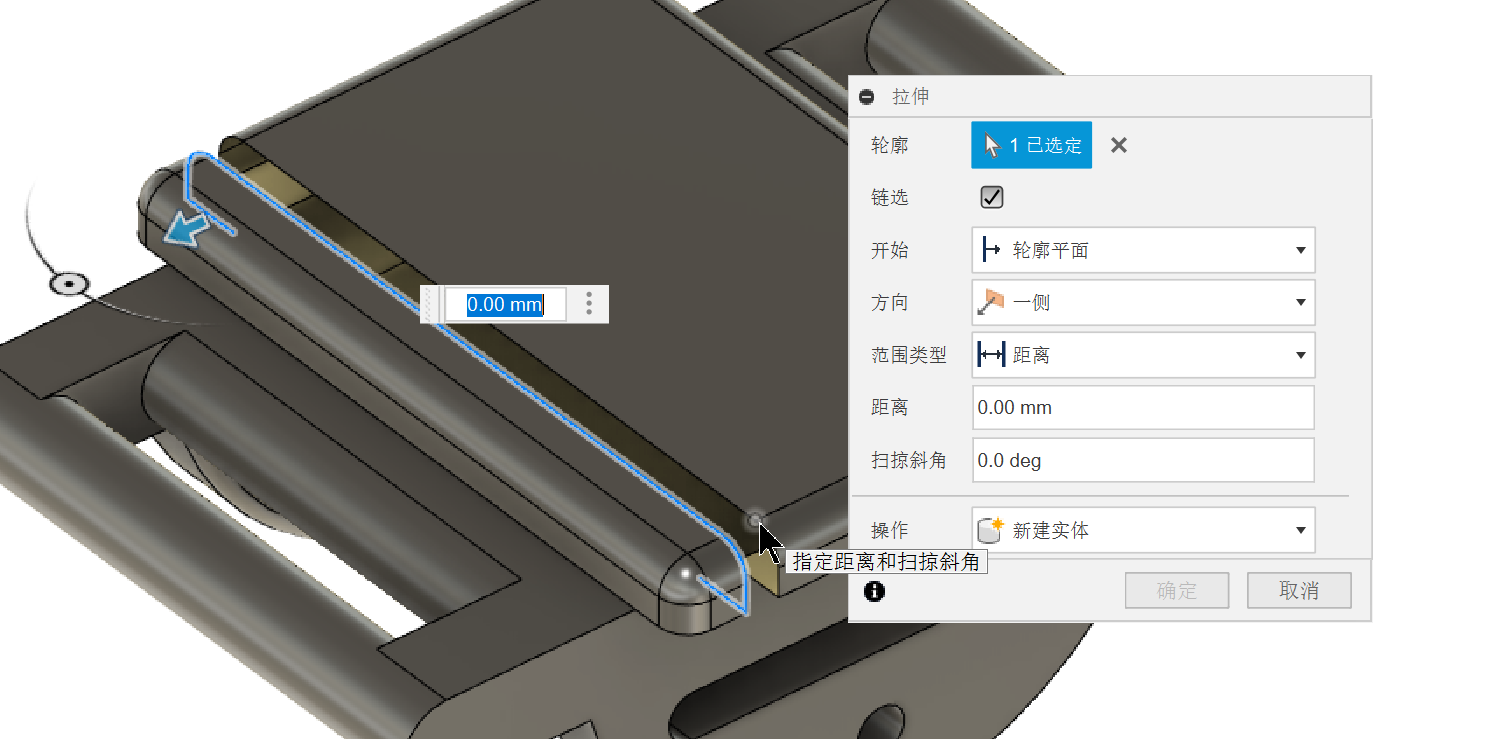 拉伸
轮廓 1 已选定
链选
开始 轮廓平面
方向 一侧
范围类型 距离
距离 0.00 mm
扫掠斜角 0.0 deg
操作 新建实体
确定 取消
0.00 mm
指定距离和扫掠斜角